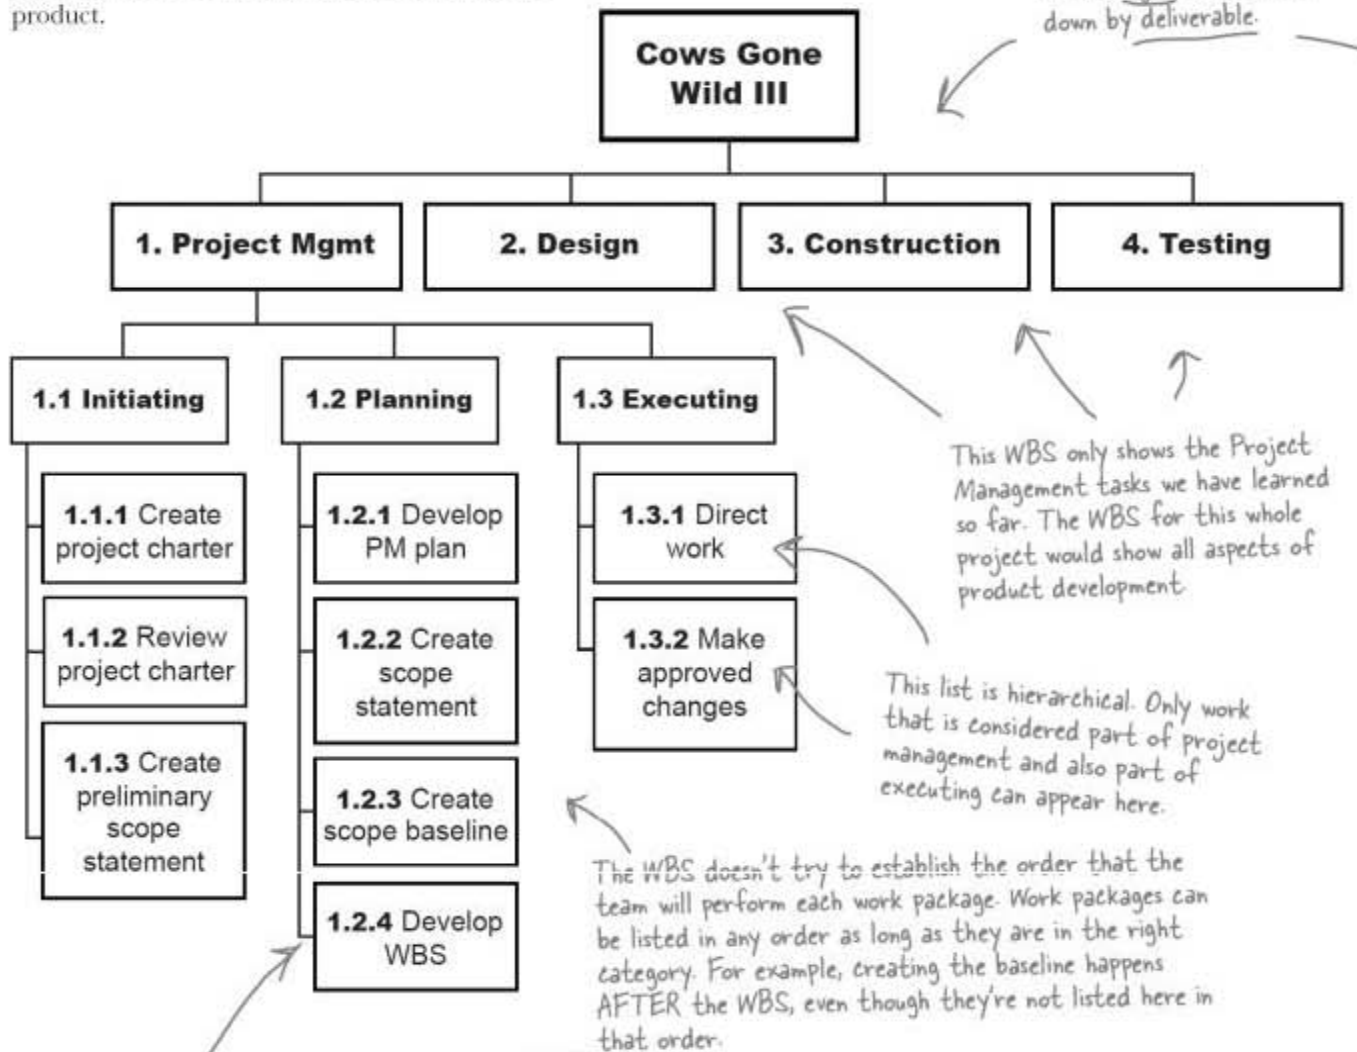 product.
down by deliverable.
Cows Gone
Wild III
1. Project Mgmt
2. Design
3. Construction
4. Testing
1.1 Initiating
1.2 Planning
1.3 Executing
1.1.1 Create
project charter
1.1.2 Review
project charter
1.1.3 Create
preliminary
scope
statement
1.2.1 Develop
PM plan
1.2.2 Create
scope
statement
1.2.3 Create
scope baseline
1.2.4 Develop
WBS
1.3.1 Direct
work
1.3.2 Make
approved
changes
This WBS only shows the Project
Management tasks we have learned
so far. The WBS for this whole
project would show all aspects of
product development.
This list is hierarchical. Only work
that is considered part of project
management and also part of
executing can appear here.
The WBS doesn't try to establish the order that the
team will perform each work package. Work packages can
be listed in any order as long as they are in the right
category. For example, creating the baseline happens
AFTER the WBS, even though they're not listed here in
that order.